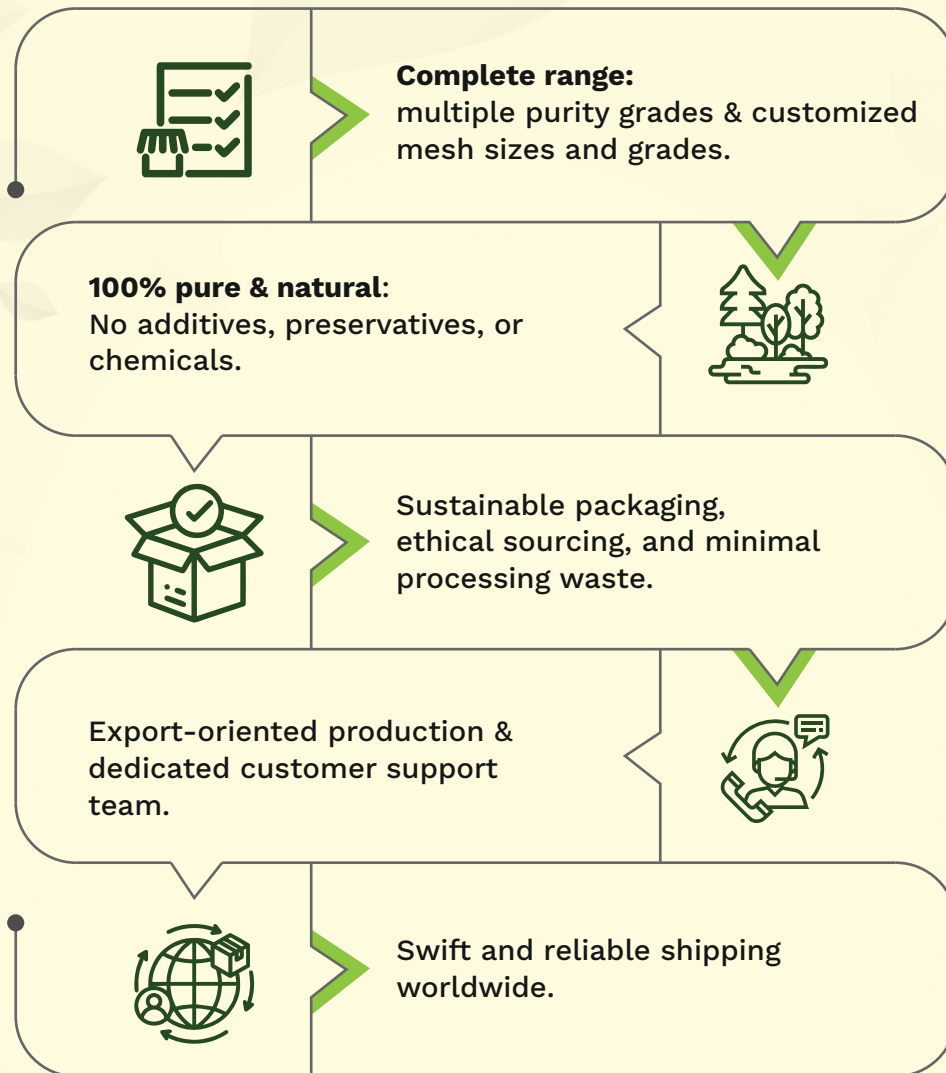 Complete range:
multiple purity grades & customized
mesh sizes and grades.
100% pure & natural:
No additives, preservatives, or
chemicals.
Sustainable packaging,
ethical sourcing, and minimal
processing waste.
Export-oriented production &
dedicated customer support
team.
Swift and reliable shipping
worldwide.